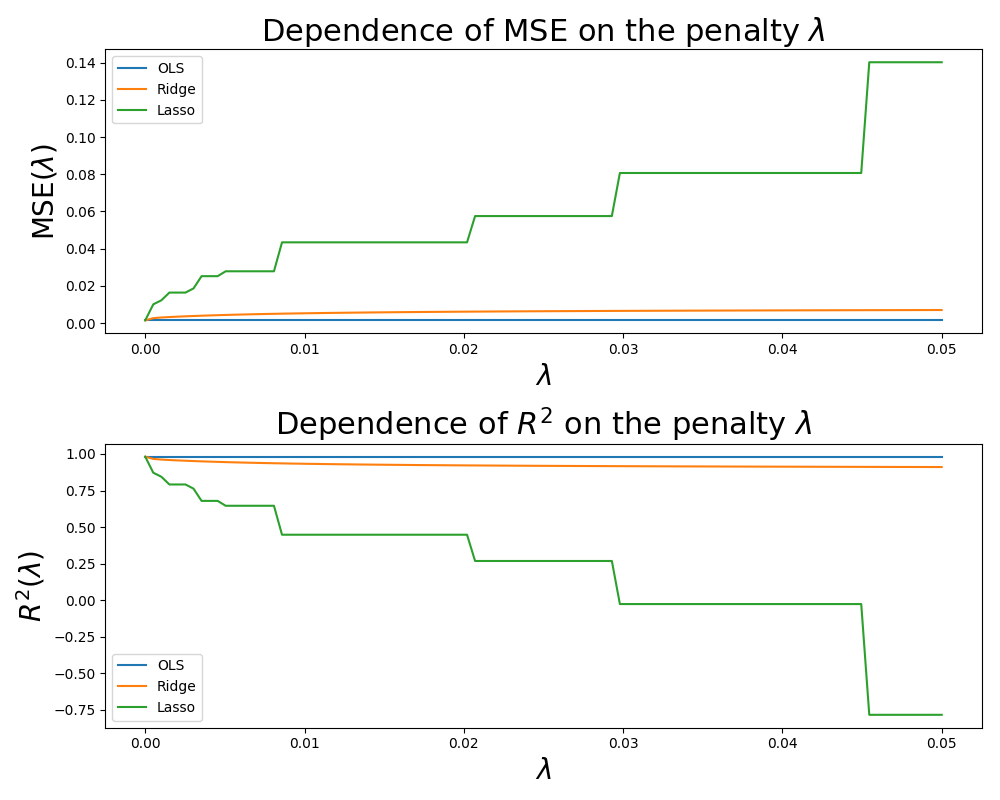 Dependence of MSE on the penalty λ
OLS
Ridge
Lasso
0.14
0.12
0.10
0.08
0.06
0.04
0.02
0.00
MSE(λ)
0.00 0.01 0.02 0.03 0.04 0.05
λ
Dependence of R² on the penalty λ
1.00
0.75
0.50
0.25
0.00
−0.25
−0.50
−0.75
R²(λ)
OLS
Ridge
Lasso
0.00 0.01 0.02 0.03 0.04 0.05
λ